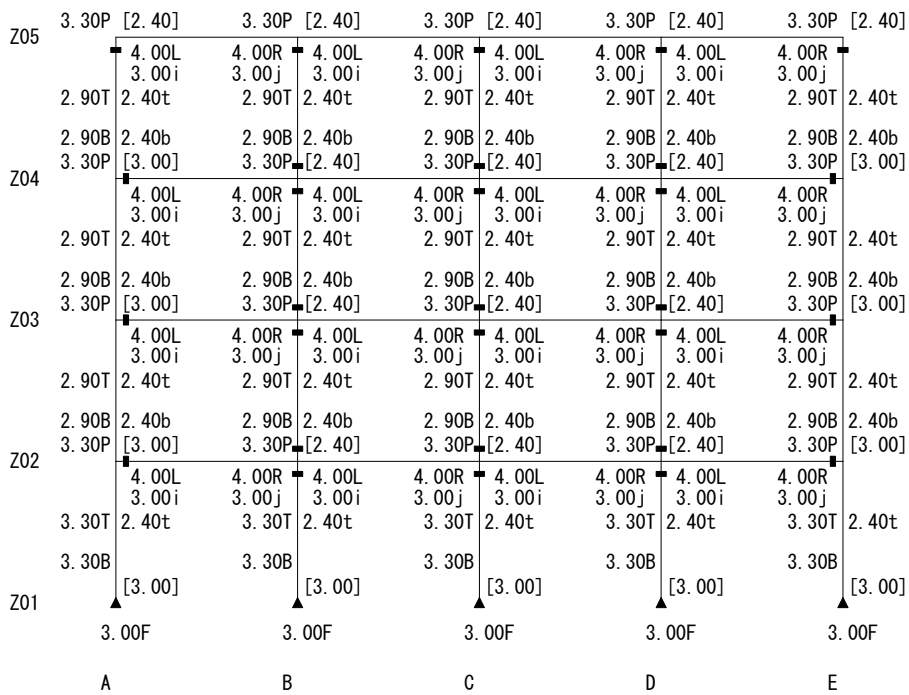 3.30P [2.40] 3.30P [2.40] 3.30P [2.40] 3.30P [2.40] 3.30P [2.40]
Z05
4.00L 4.00R 4.00L 4.00R 4.00L 4.00R 4.00L 4.00R
3.00i 3.00j 3.00i 3.00j 3.00i 3.00j 3.00i 3.00j
2.90T 2.40t 2.90T 2.40t 2.90T 2.40t 2.90T 2.40t 2.90T 2.40t
2.90B 2.40b 2.90B 2.40b 2.90B 2.40b 2.90B 2.40b 2.90B 2.40b
3.30P [3.00] 3.30P [2.40] 3.30P [2.40] 3.30P [2.40] 3.30P [3.00]
Z04
4.00L 4.00R 4.00L 4.00R 4.00L 4.00R 4.00L 4.00R
3.00i 3.00j 3.00i 3.00j 3.00i 3.00j 3.00i 3.00j
2.90T 2.40t 2.90T 2.40t 2.90T 2.40t 2.90T 2.40t 2.90T 2.40t
2.90B 2.40b 2.90B 2.40b 2.90B 2.40b 2.90B 2.40b 2.90B 2.40b
3.30P [3.00] 3.30P [2.40] 3.30P [2.40] 3.30P [2.40] 3.30P [3.00]
Z03
4.00L 4.00R 4.00L 4.00R 4.00L 4.00R 4.00L 4.00R
3.00i 3.00j 3.00i 3.00j 3.00i 3.00j 3.00i 3.00j
2.90T 2.40t 2.90T 2.40t 2.90T 2.40t 2.90T 2.40t 2.90T 2.40t
2.90B 2.40b 2.90B 2.40b 2.90B 2.40b 2.90B 2.40b 2.90B 2.40b
3.30P [3.00] 3.30P [2.40] 3.30P [2.40] 3.30P [2.40] 3.30P [3.00]
Z02
4.00L 4.00R 4.00L 4.00R 4.00L 4.00R 4.00L 4.00R
3.00i 3.00j 3.00i 3.00j 3.00i 3.00j 3.00i 3.00j
3.30T 2.40t 3.30T 2.40t 3.30T 2.40t 3.30T 2.40t 3.30T 2.40t
3.30B 3.30B 3.30B 3.30B 3.30B
[3.00] [3.00] [3.00] [3.00] [3.00]
Z01
3.00F 3.00F 3.00F 3.00F 3.00F
A B C D E